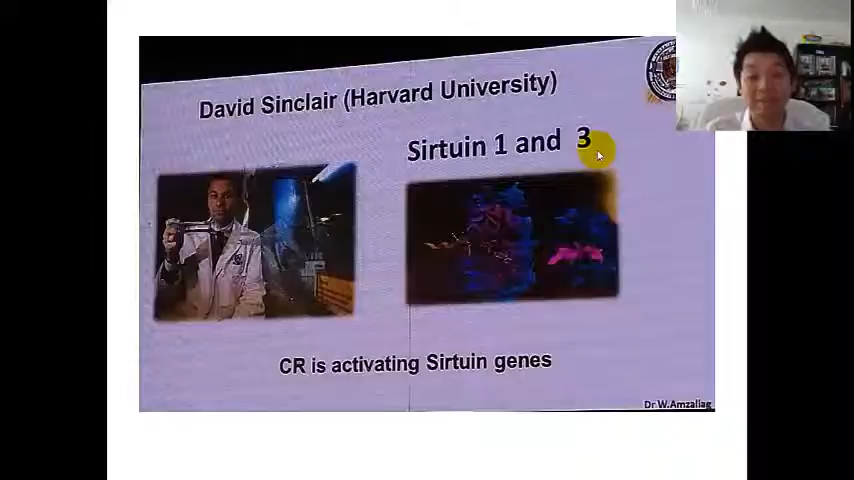 David Sinclair (Harvard University)
Sirtuin 1 and 3
CR is activating Sirtuin genes
Dr W.Amzallag